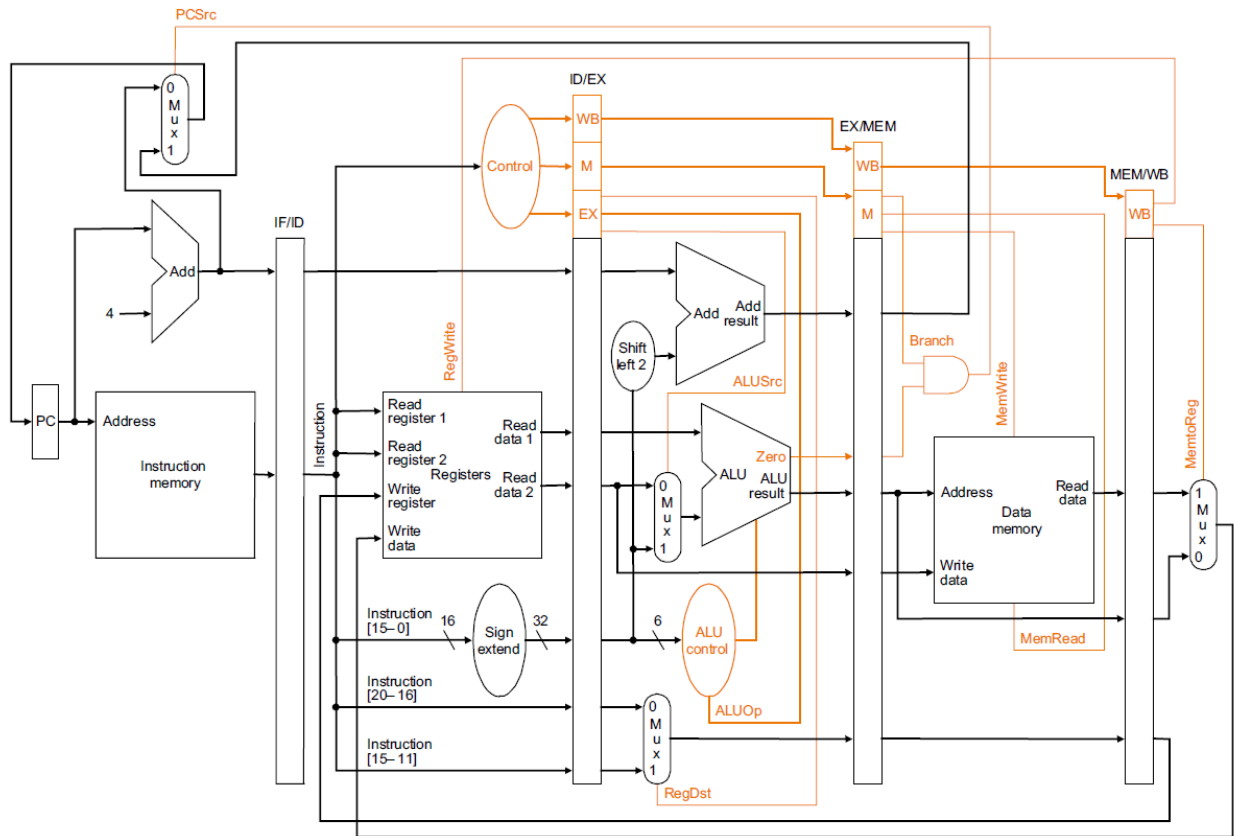 PCSrc
ID/EX
0
M
u
x
1
WB
EX/MEM
Control
M
WB
MEM/WB
EX
M
WB
IF/ID
Add
4
Add
Add
result
Shift
left 2
Branch
RegWrite
ALUSrc
MemWrite
MemtoReg
PC
Address
Instruction
memory
Instruction
Read
register 1
Read
register 2
Write
register
Write
data
Registers
Read
data 1
Read
data 2
0
M
u
x
1
Zero
ALU
ALU
result
Address
Read
data
Data
memory
Write
data
1
M
u
x
0
Instruction
[15–0]
16
Sign
extend
32
6
ALU
control
MemRead
Instruction
[20–16]
ALUOp
0
M
u
x
1
Instruction
[15–11]
RegDst